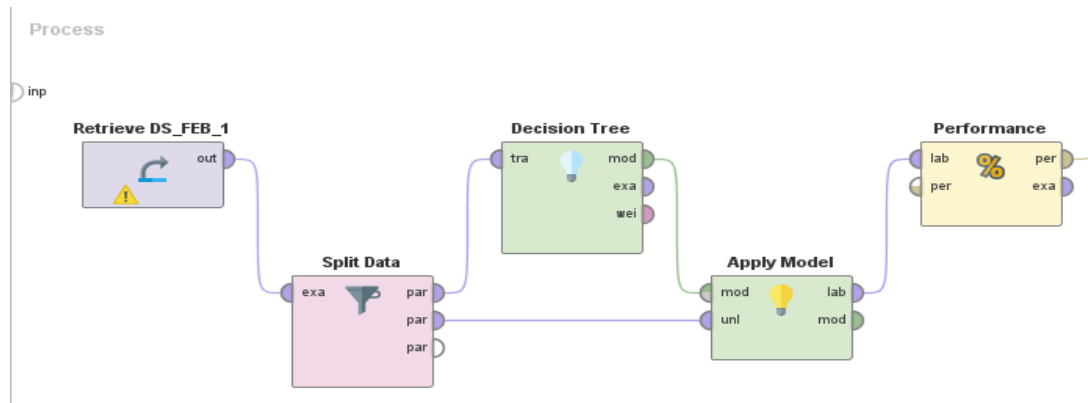 Process
inp
Retrieve DS_FEB_1
out
Split Data
exa
par
par
par
Decision Tree
tra
mod
exa
wei
Apply Model
mod
unl
lab
mod
Performance
lab
per
%
per
exa